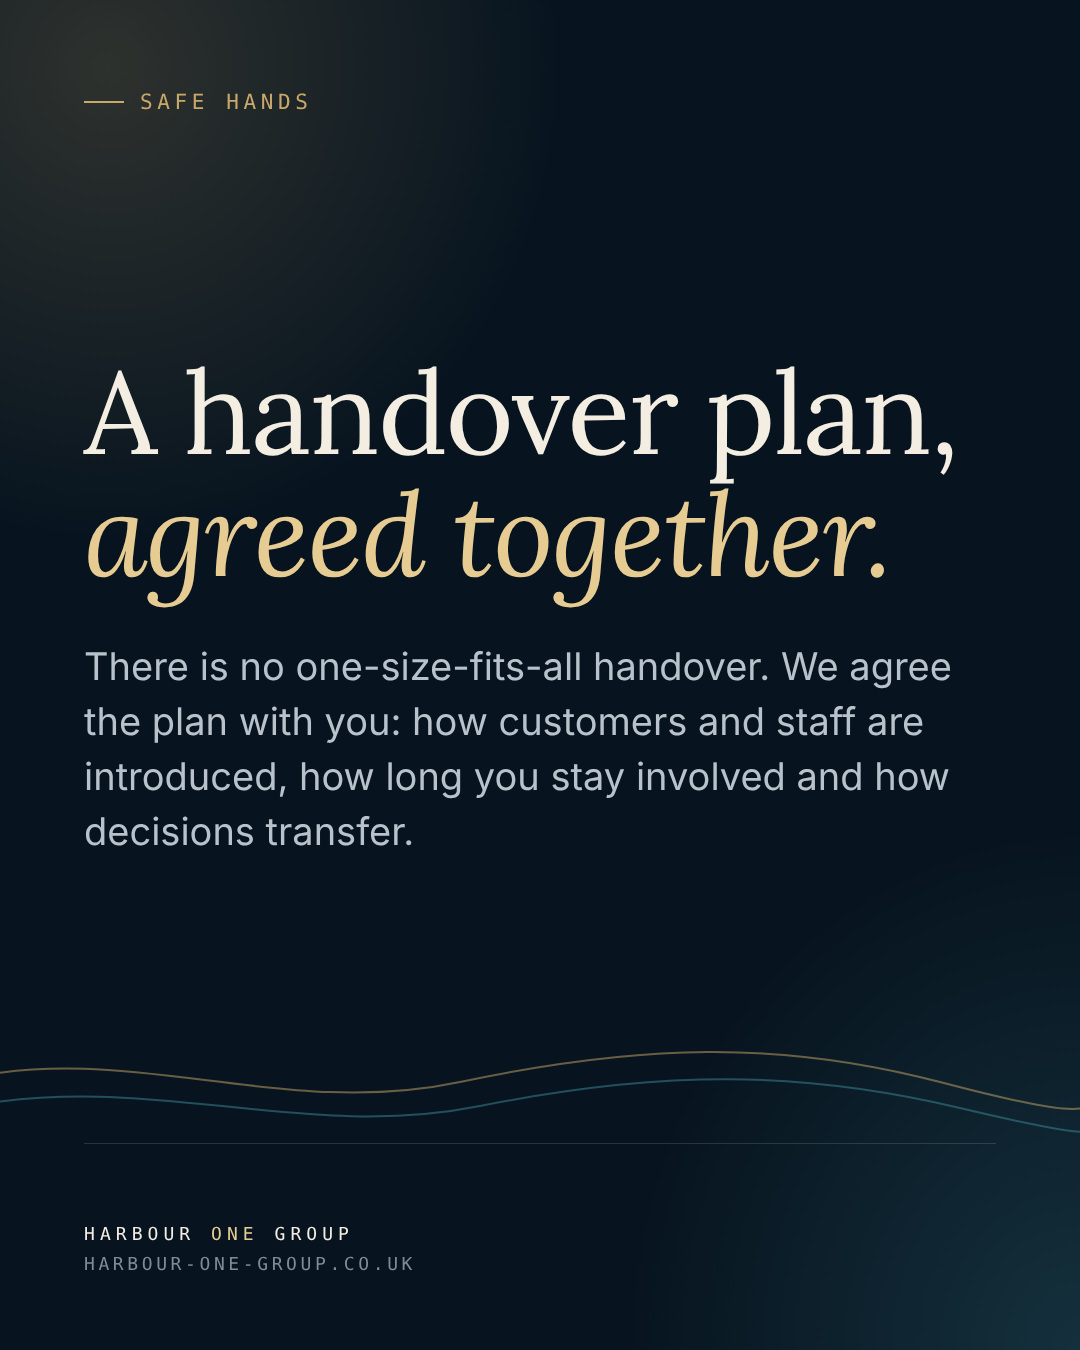 SAFE HANDS
A handover plan,
agreed together.
There is no one-size-fits-all handover. We agree
the plan with you: how customers and staff are
introduced, how long you stay involved and how
decisions transfer.
HARBOUR ONE GROUP
HARBOUR-ONE-GROUP.CO.UK